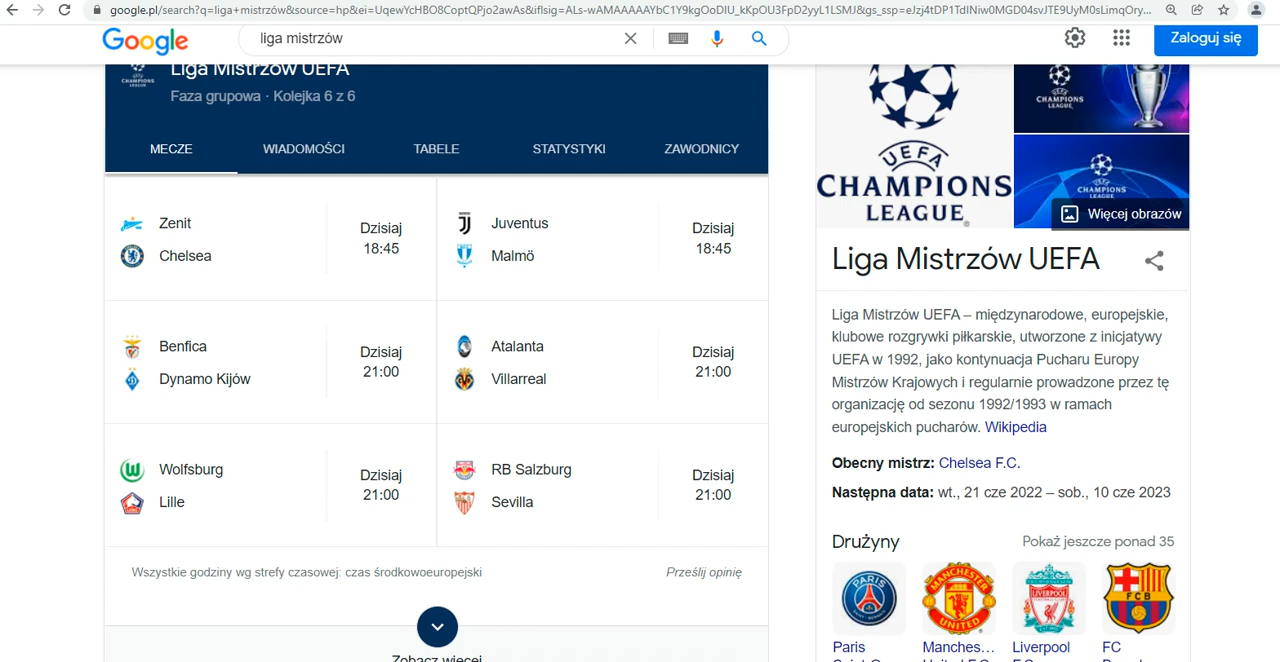 google.pl/search?q=liga+mistrzów&source=hp&ei=UqewYcHBO8CoptQPjo2awAs&iflsig=ALs-wAMAAAAAYbC1Y9kgOoDIU_kKpOU3FpD2yyL1LSMJ&gs_ssp=eJzj4tDP1TdINiw0MGD04svJTE9UyM0sLimqOry...
Google
liga mistrzów
Zaloguj się
Liga Mistrzów UEFA
Faza grupowa · Kolejka 6 z 6
MECZE
WIADOMOŚCI
TABELE
STATYSTYKI
ZAWODNICY
Zenit
Chelsea
Dzisiaj
18:45
Juventus
Malmö
Dzisiaj
18:45
Benfica
Dynamo Kijów
Dzisiaj
21:00
Atalanta
Villarreal
Dzisiaj
21:00
Wolfsburg
Lille
Dzisiaj
21:00
RB Salzburg
Sevilla
Dzisiaj
21:00
Wszystkie godziny wg strefy czasowej: czas środkowoeuropejski
Prześlij opinię
Zobacz więcej
UEFA
CHAMPIONS
LEAGUE
CHAMPIONS
LEAGUE
CHAMPIONS
LEAGUE
Więcej obrazów
Liga Mistrzów UEFA
Liga Mistrzów UEFA – międzynarodowe, europejskie,
klubowe rozgrywki piłkarskie, utworzone z inicjatywy
UEFA w 1992, jako kontynuacja Pucharu Europy
Mistrzów Krajowych i regularnie prowadzone przez tę
organizację od sezonu 1992/1993 w ramach
europejskich pucharów. Wikipedia
Obecny mistrz: Chelsea F.C.
Następna data: wt., 21 cze 2022 – sob., 10 cze 2023
Drużyny
Pokaż jeszcze ponad 35
PARIS
MANCHESTER
UNITED
LIVERPOOL
FCB
Paris
Manches...
Liverpool
FC